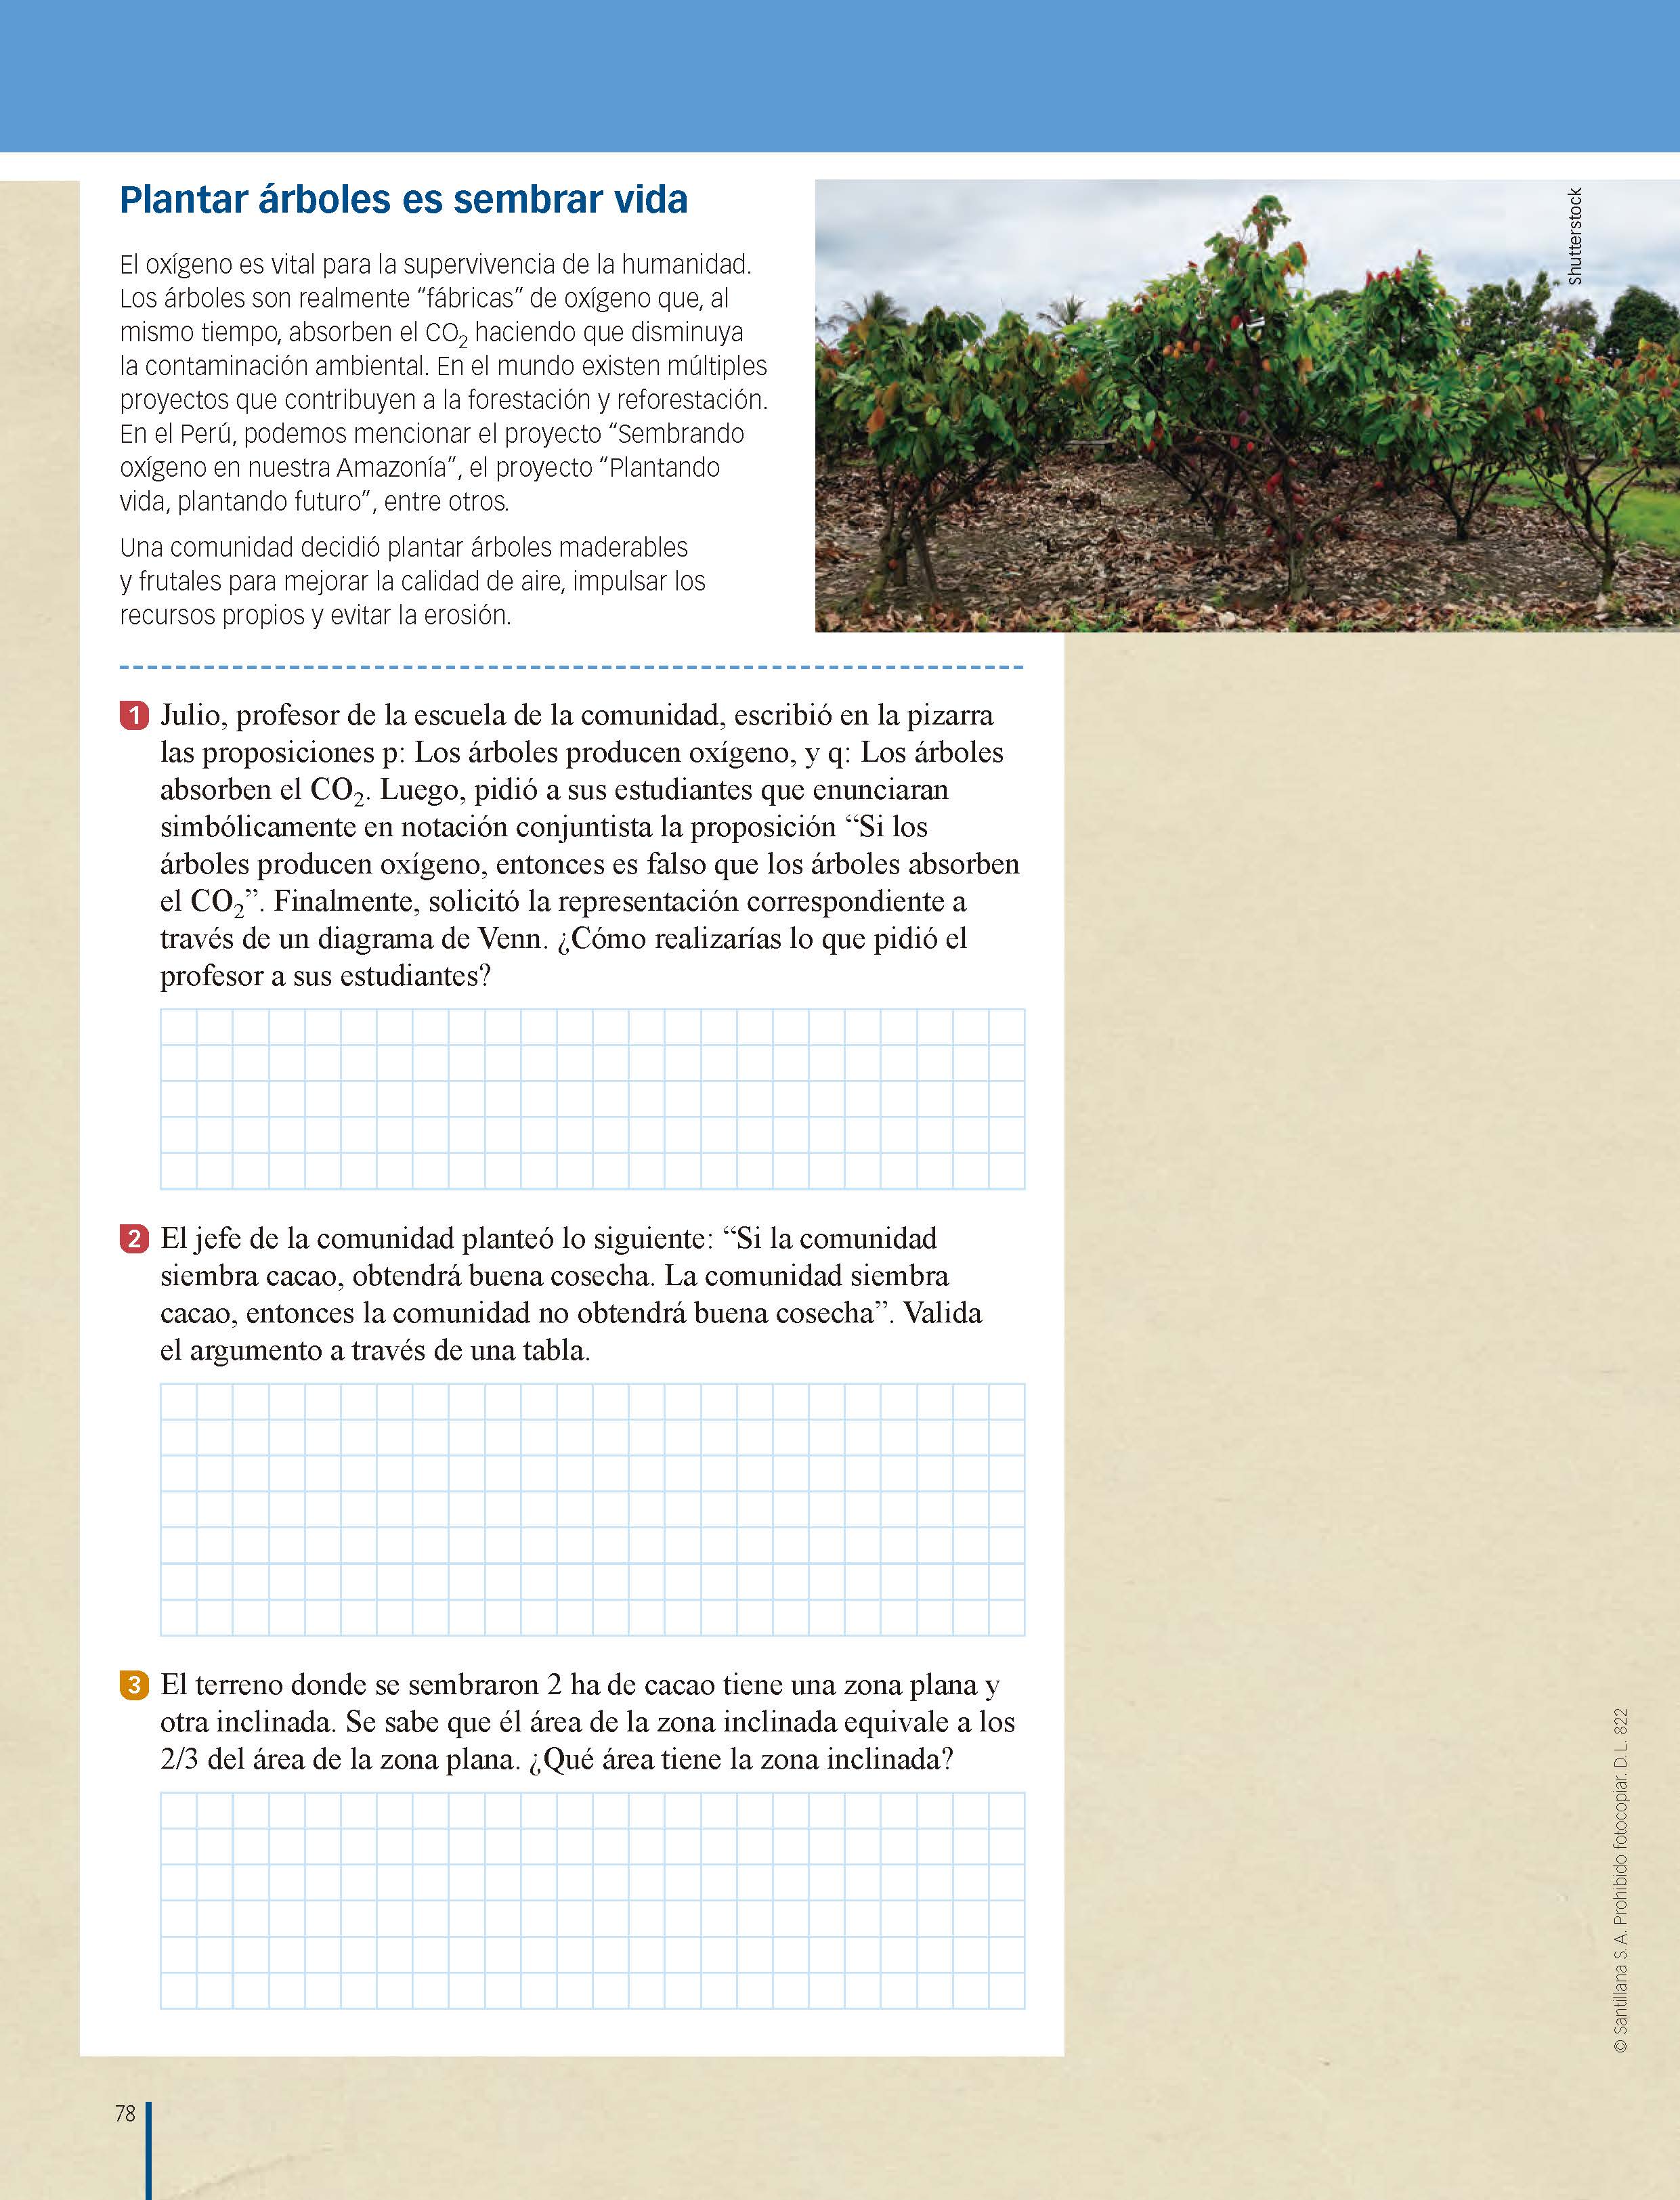 Plantar árboles es sembrar vida
El oxígeno es vital para la supervivencia de la humanidad.
Los árboles son realmente “fábricas” de oxígeno que, al
mismo tiempo, absorben el CO₂ haciendo que disminuya
la contaminación ambiental. En el mundo existen múltiples
proyectos que contribuyen a la forestación y reforestación.
En el Perú, podemos mencionar el proyecto “Sembrando
oxígeno en nuestra Amazonía”, el proyecto “Plantando
vida, plantando futuro”, entre otros.
Una comunidad decidió plantar árboles maderables
y frutales para mejorar la calidad de aire, impulsar los
recursos propios y evitar la erosión.
Shutterstock
1 Julio, profesor de la escuela de la comunidad, escribió en la pizarra
las proposiciones p: Los árboles producen oxígeno, y q: Los árboles
absorben el CO₂. Luego, pidió a sus estudiantes que enunciaran
simbólicamente en notación conjuntista la proposición “Si los
árboles producen oxígeno, entonces es falso que los árboles absorben
el CO₂”. Finalmente, solicitó la representación correspondiente a
través de un diagrama de Venn. ¿Cómo realizarías lo que pidió el
profesor a sus estudiantes?
2 El jefe de la comunidad planteó lo siguiente: “Si la comunidad
siembra cacao, obtendrá buena cosecha. La comunidad siembra
cacao, entonces la comunidad no obtendrá buena cosecha”. Valida
el argumento a través de una tabla.
3 El terreno donde se sembraron 2 ha de cacao tiene una zona plana y
otra inclinada. Se sabe que él área de la zona inclinada equivale a los
2/3 del área de la zona plana. ¿Qué área tiene la zona inclinada?
© Santillana S. A. Prohibido fotocopiar. D. L. 822
78